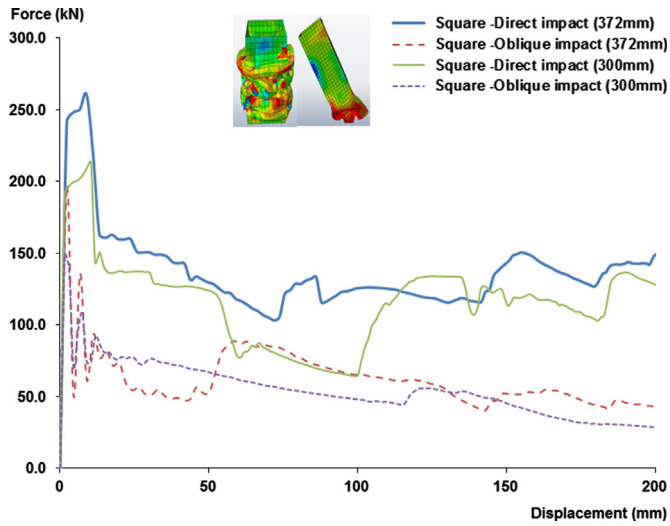 Force (kN)
300.0
250.0
200.0
150.0
100.0
50.0
0.0
0
50
100
150
200
Displacement (mm)
Square -Direct impact (372mm)
Square -Oblique impact (372mm)
Square -Direct impact (300mm)
Square -Oblique impact (300mm)